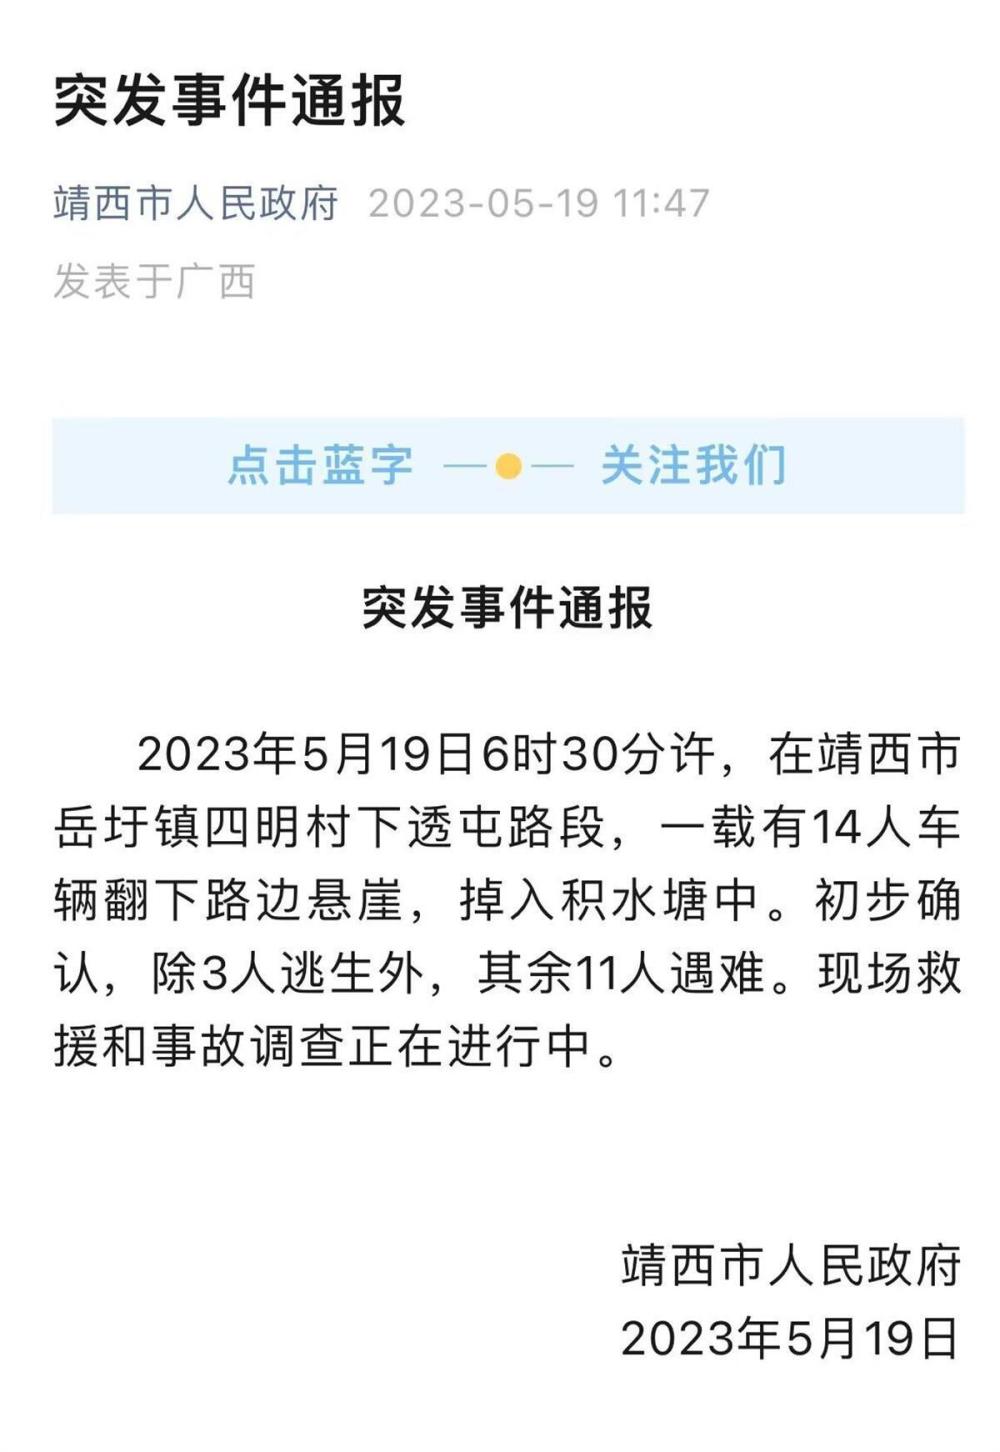 突发事件通报
靖西市人民政府 2023-05-19 11:47
发表于广西
点击蓝字 关注我们
突发事件通报
2023年5月19日6时30分许，在靖西市
岳圩镇四明村下透屯路段，一载有14人车
辆翻下路边悬崖，掉入积水塘中。初步确
认，除3人逃生外，其余11人遇难。现场救
援和事故调查正在进行中。
靖西市人民政府
2023年5月19日